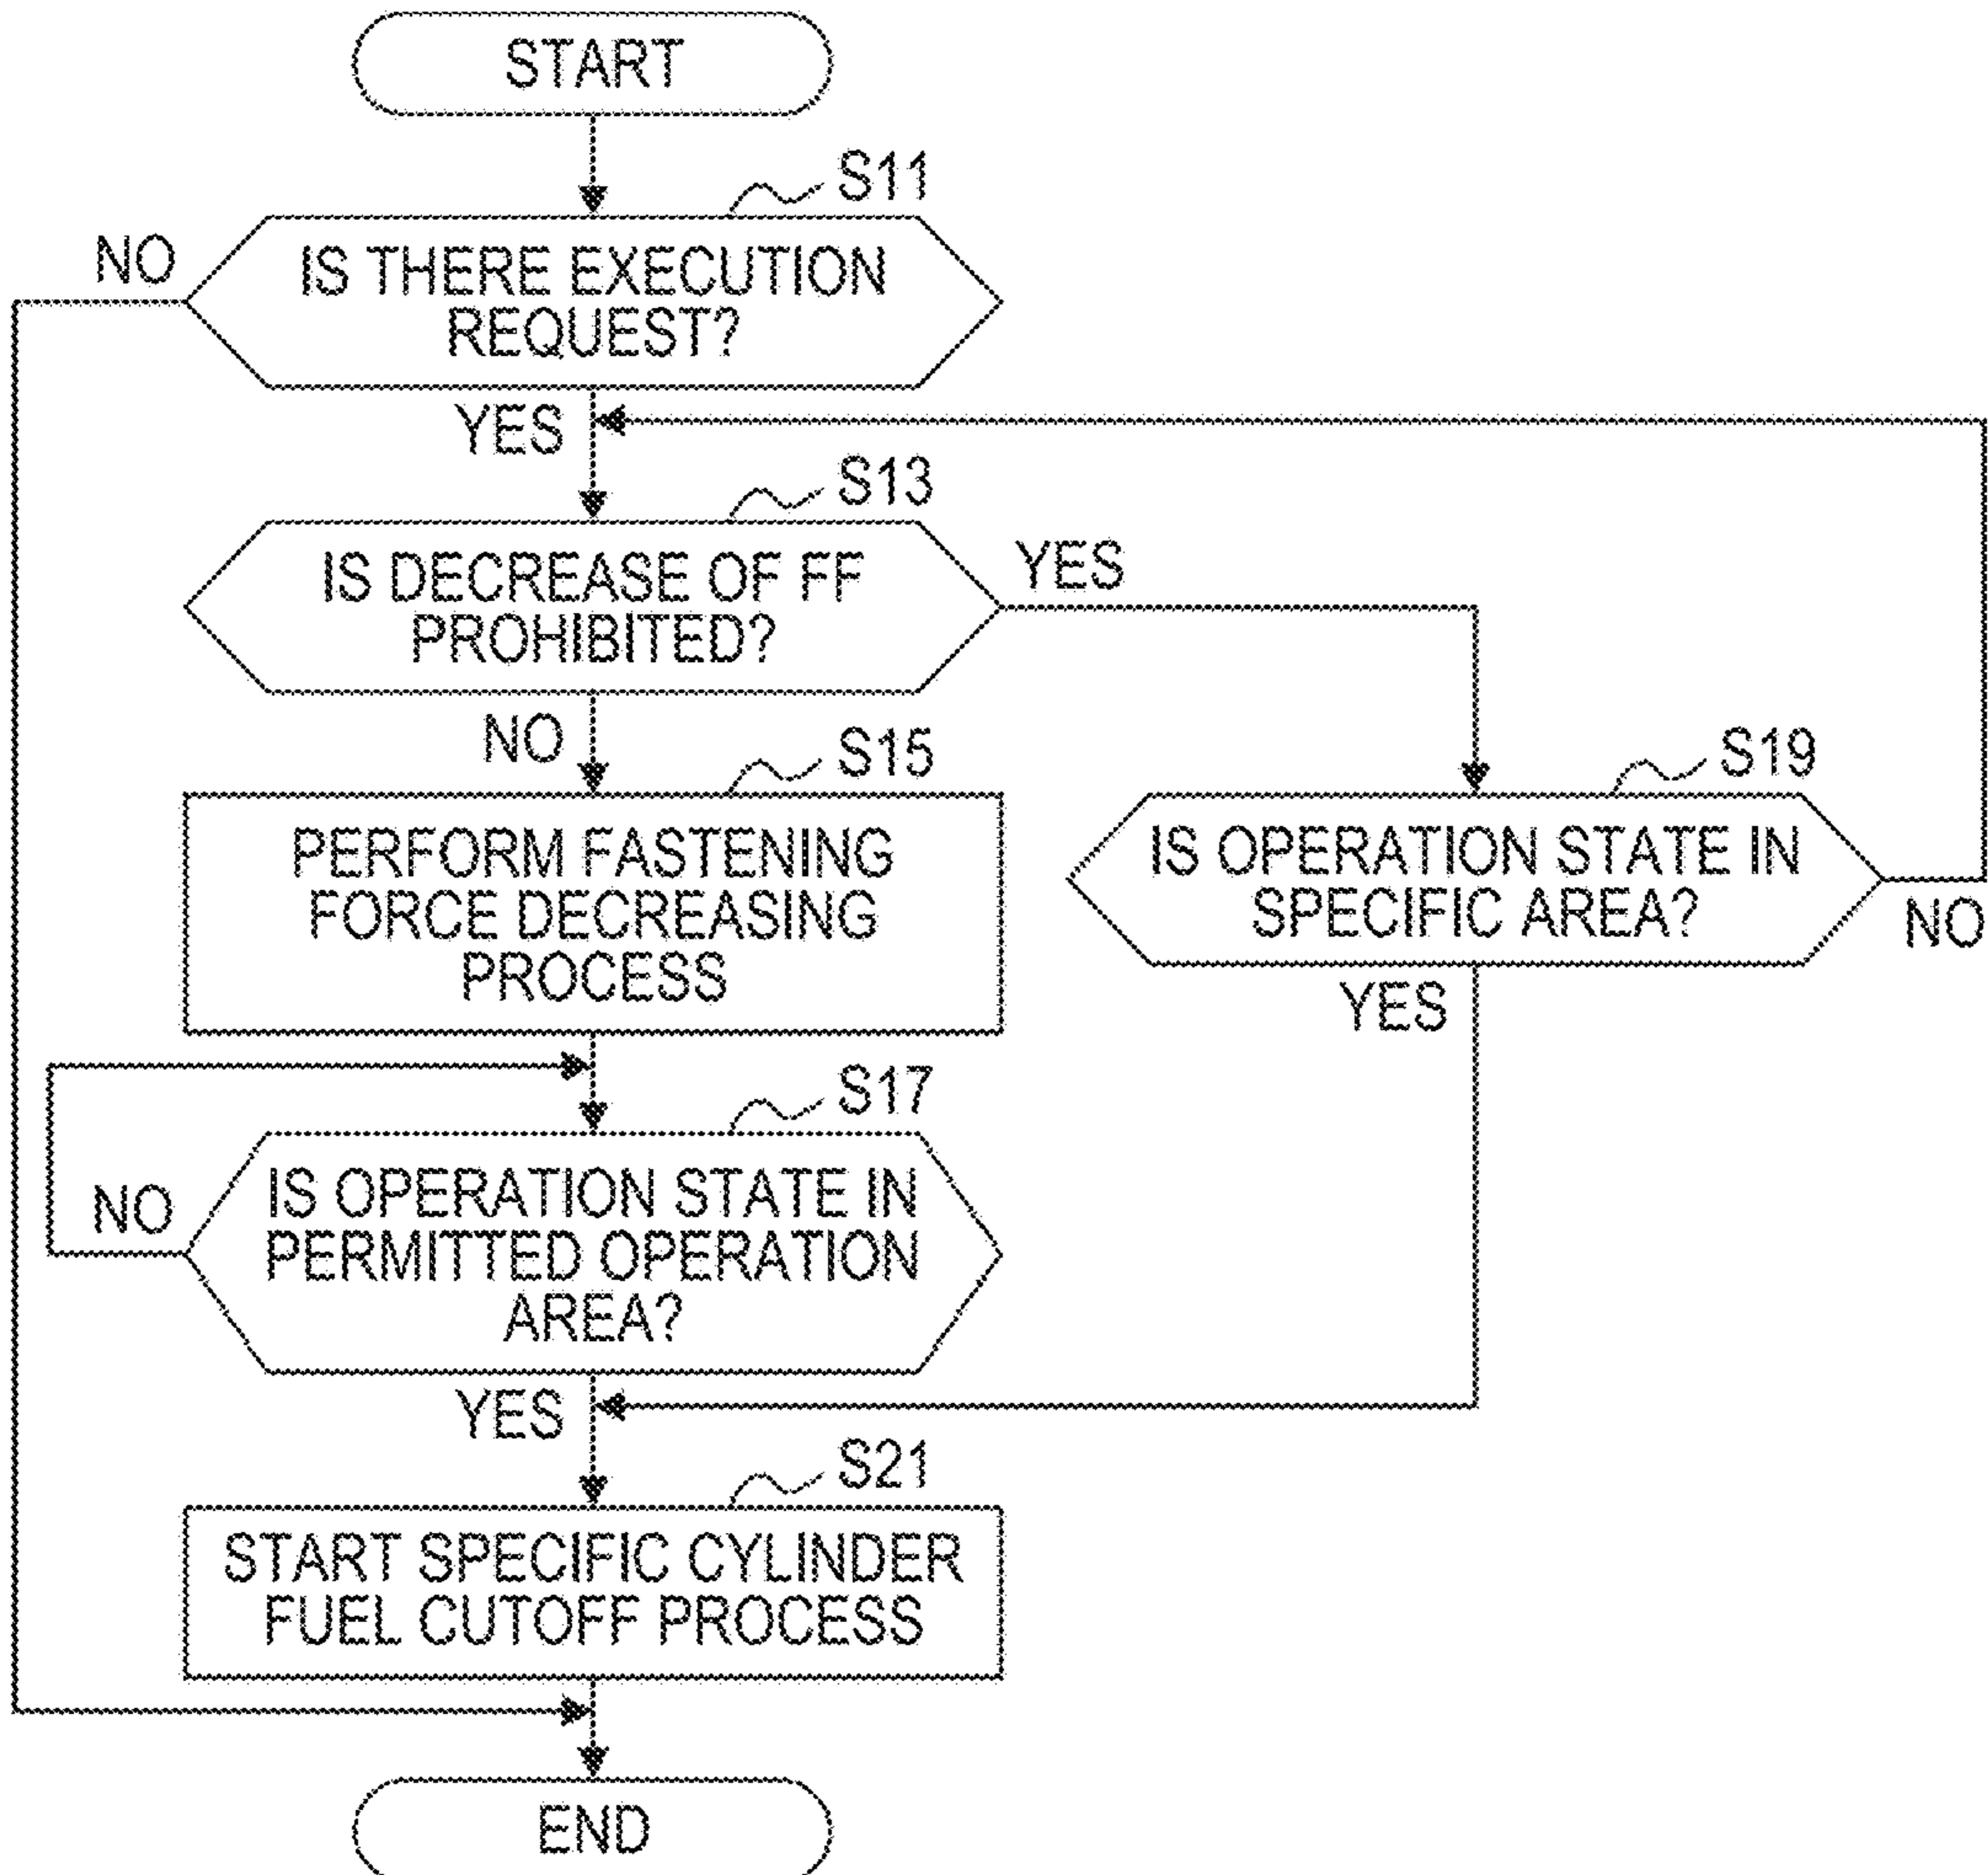 START
S11
NO
IS THERE EXECUTION
REQUEST?
YES
S13
IS DECREASE OF FF
PROHIBITED?
YES
NO
S15
PERFORM FASTENING
FORCE DECREASING
PROCESS
S19
IS OPERATION STATE IN
SPECIFIC AREA?
NO
YES
S17
NO
IS OPERATION STATE IN
PERMITTED OPERATION
AREA?
YES
S21
START SPECIFIC CYLINDER
FUEL CUTOFF PROCESS
END